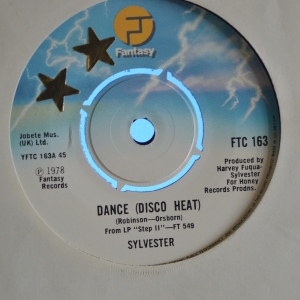 Fantasy
Jobete Mus.
(UK) Ltd.
YFTC 163A 45
℗ 1978
Fantasy
Records
FTC 163
Produced by
Harvey Fuqua-
Sylvester
For Honey
Records Prodns.
DANCE (DISCO HEAT)
(Robinson—Orsborn)
From LP "Step II"—FT 549
SYLVESTER